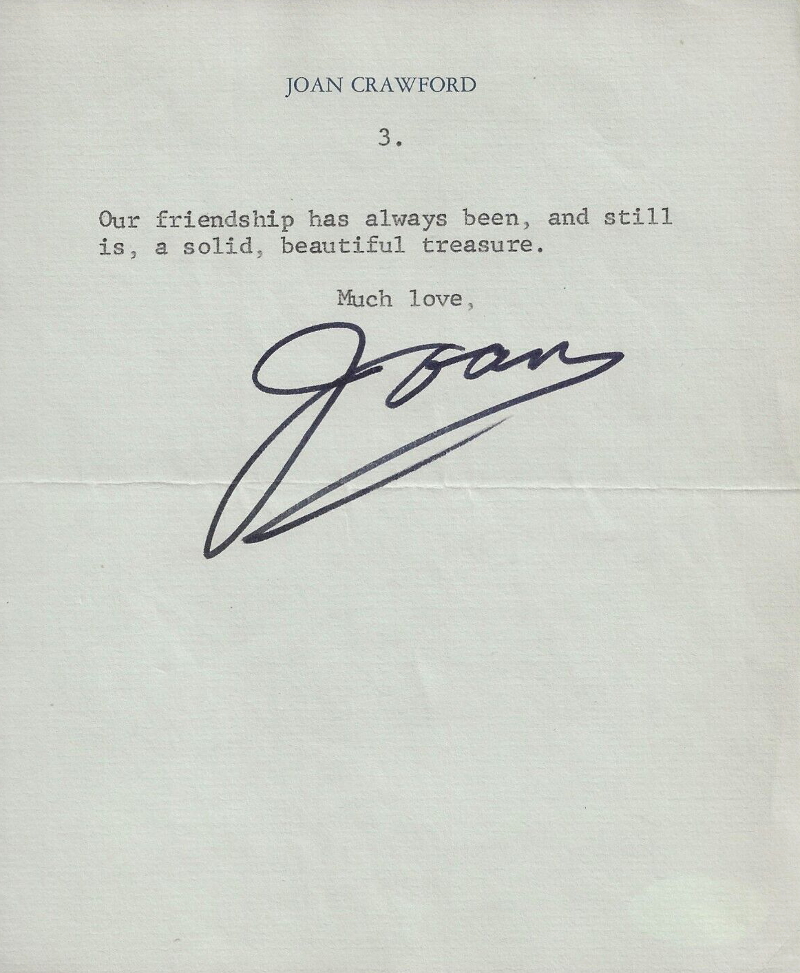 JOAN CRAWFORD
3.
Our friendship has always been, and still
is, a solid, beautiful treasure.
Much love,
Joan